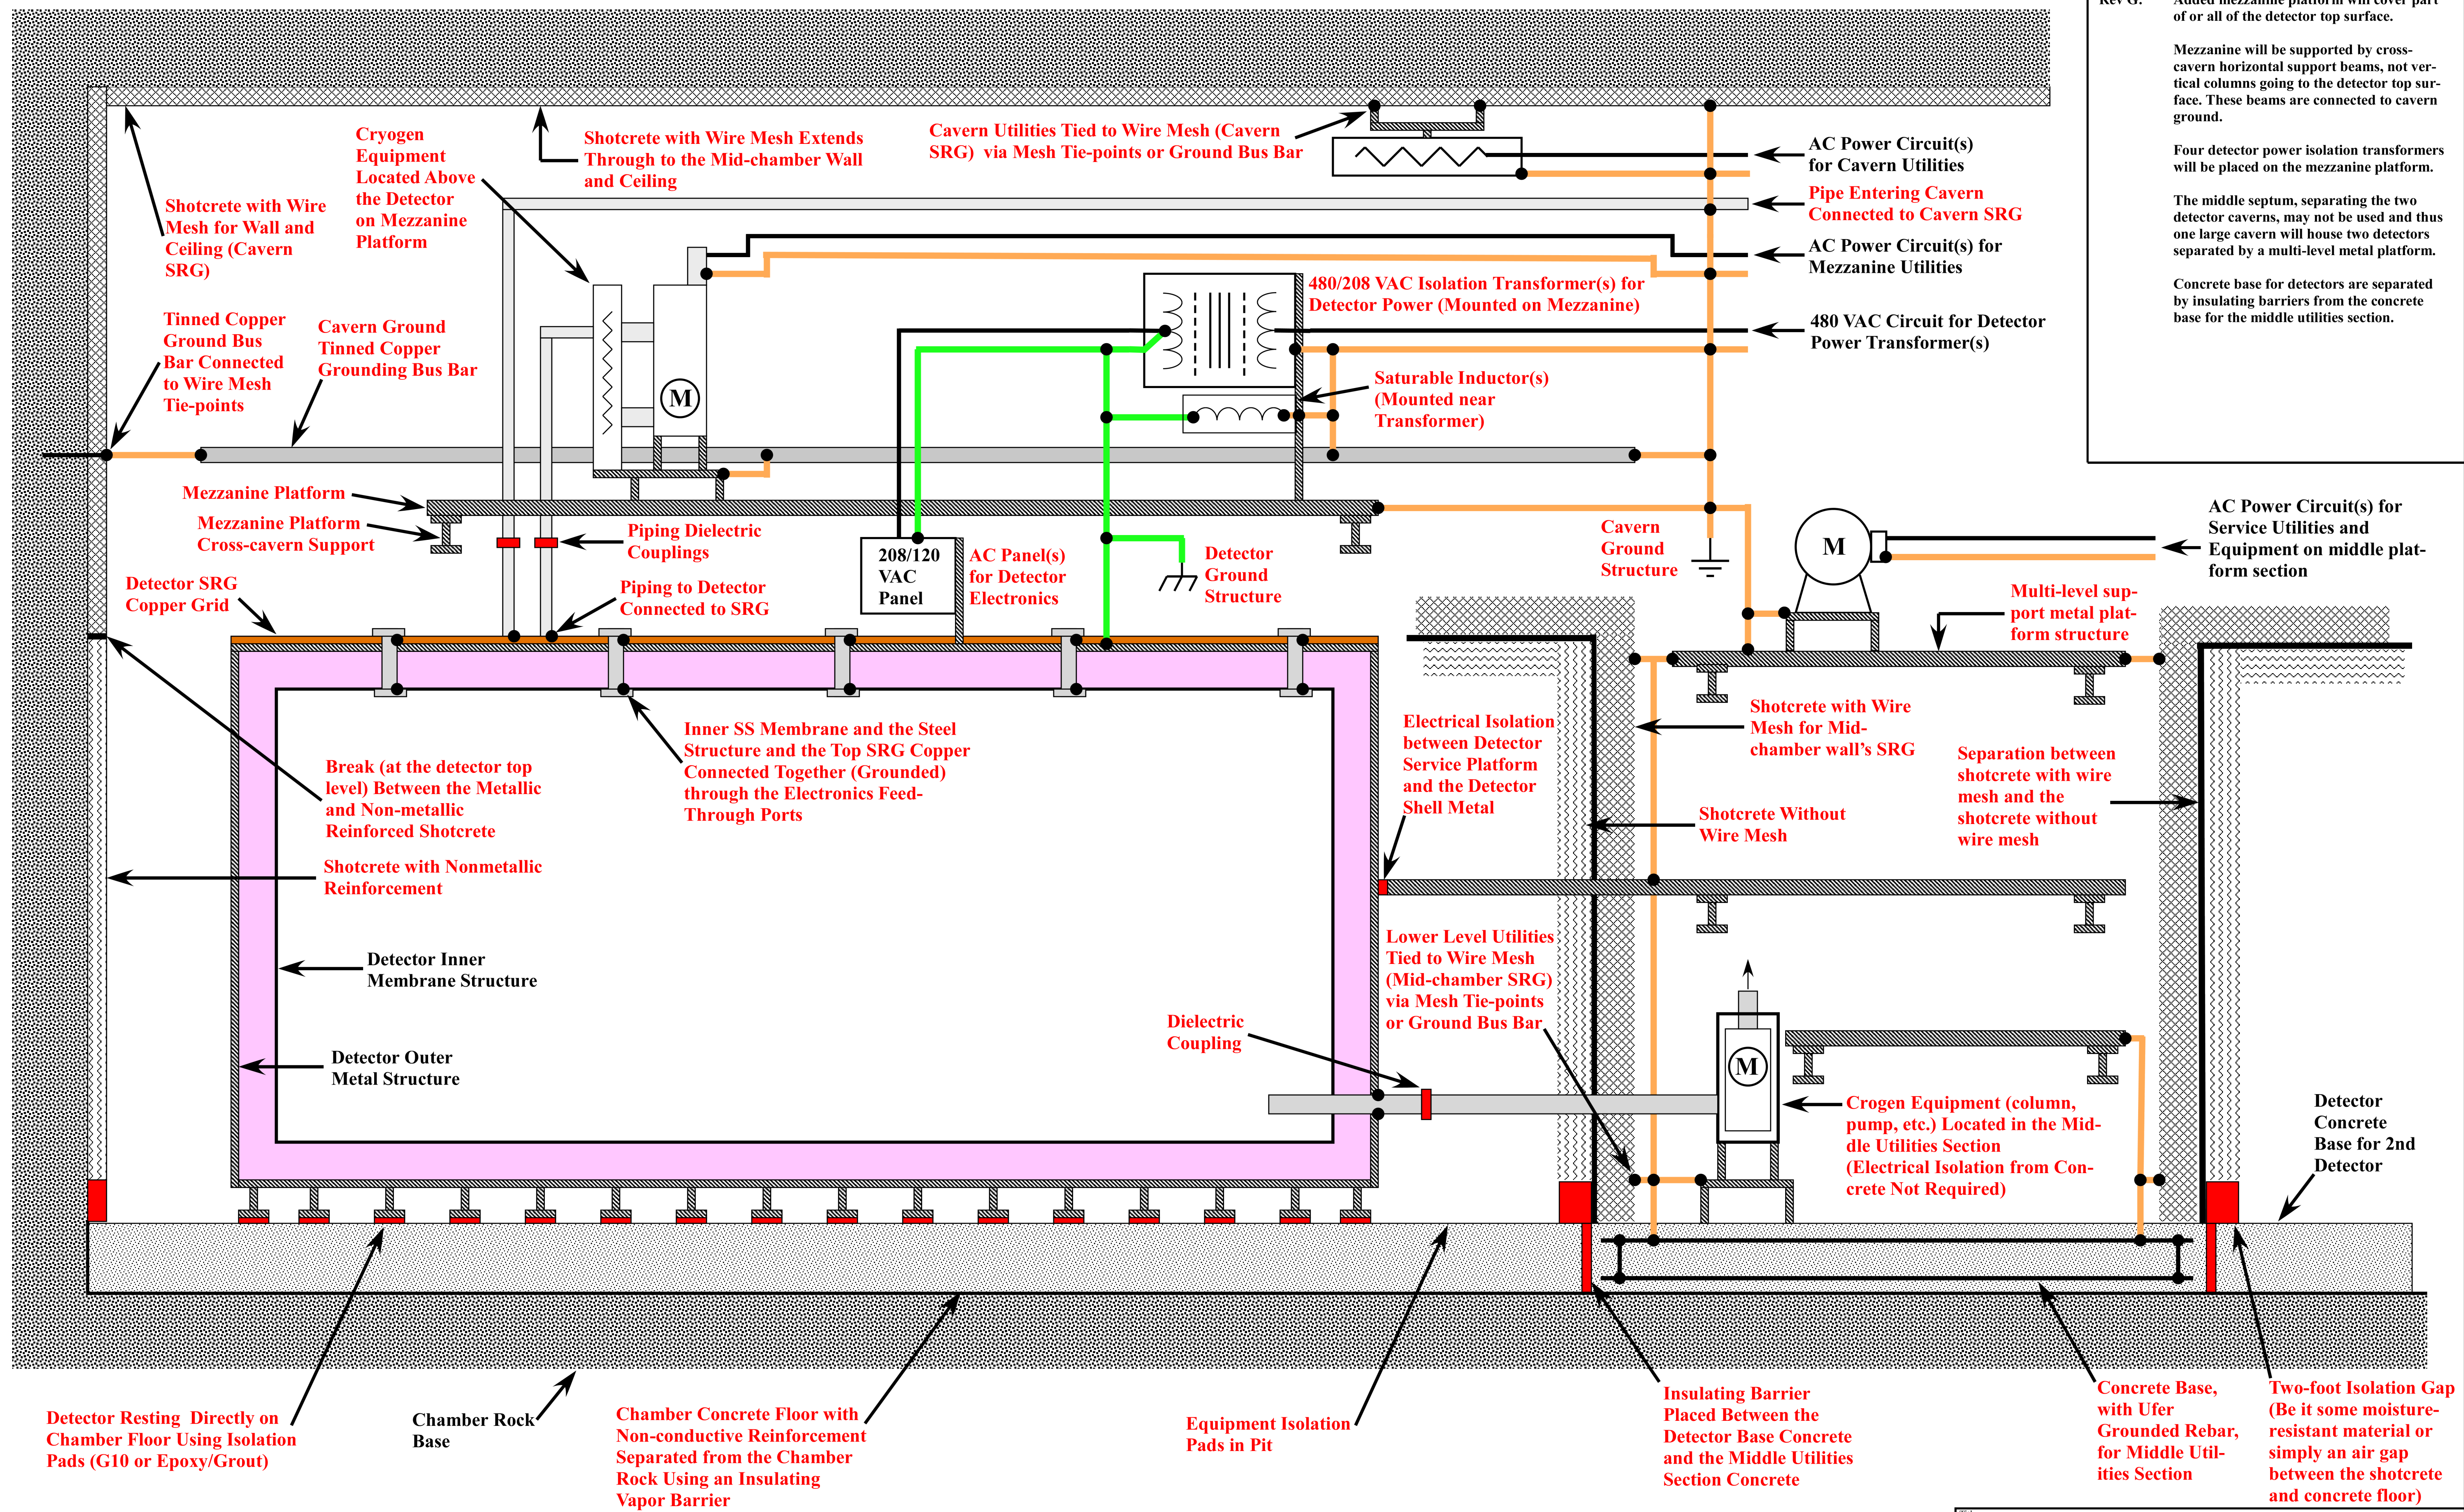 Rev G: Added mezzanine platform will cover part
of or all of the detector top surface.
Mezzanine will be supported by cross-
cavern horizontal support beams, not ver-
tical columns going to the detector top sur-
face. These beams are connected to cavern
ground.
Four detector power isolation transformers
will be placed on the mezzanine platform.
The middle septum, separating the two
detector caverns, may not be used and thus
one large cavern will house two detectors
separated by a multi-level metal platform.
Concrete base for detectors are separated
by insulating barriers from the concrete
base for the middle utilities section.
Cryogen
Equipment
Located Above
the Detector
on Mezzanine
Platform
Shotcrete with Wire Mesh Extends
Through to the Mid-chamber Wall
and Ceiling
Cavern Utilities Tied to Wire Mesh (Cavern
SRG) via Mesh Tie-points or Ground Bus Bar
AC Power Circuit(s)
for Cavern Utilities
Pipe Entering Cavern
Connected to Cavern SRG
AC Power Circuit(s) for
Mezzanine Utilities
Shotcrete with Wire
Mesh for Wall and
Ceiling (Cavern
SRG)
480/208 VAC Isolation Transformer(s) for
Detector Power (Mounted on Mezzanine)
480 VAC Circuit for Detector
Power Transformer(s)
Tinned Copper
Ground Bus
Bar Connected
to Wire Mesh
Tie-points
Cavern Ground
Tinned Copper
Grounding Bus Bar
M
Saturable Inductor(s)
(Mounted near
Transformer)
Mezzanine Platform
Mezzanine Platform
Cross-cavern Support
Piping Dielectric
Couplings
208/120
VAC
Panel
AC Panel(s)
for Detector
Electronics
Detector
Ground
Structure
Cavern
Ground
Structure
M
AC Power Circuit(s) for
Service Utilities and
Equipment on middle plat-
form section
Detector SRG
Copper Grid
Piping to Detector
Connected to SRG
Multi-level sup-
port metal plat-
form structure
Inner SS Membrane and the Steel
Structure and the Top SRG Copper
Connected Together (Grounded)
through the Electronics Feed-
Through Ports
Electrical Isolation
between Detector
Service Platform
and the Detector
Shell Metal
Shotcrete with Wire
Mesh for Mid-
chamber wall's SRG
Separation between
shotcrete with wire
mesh and the
shotcrete without
wire mesh
Break (at the detector top
level) Between the Metallic
and Non-metallic
Reinforced Shotcrete
Shotcrete Without
Wire Mesh
Shotcrete with Nonmetallic
Reinforcement
Detector Inner
Membrane Structure
Lower Level Utilities
Tied to Wire Mesh
(Mid-chamber SRG)
via Mesh Tie-points
or Ground Bus Bar
Dielectric
Coupling
Detector Outer
Metal Structure
M
Crogen Equipment (column,
pump, etc.) Located in the Mid-
dle Utilities Section
(Electrical Isolation from Con-
crete Not Required)
Detector
Concrete
Base for 2nd
Detector
Detector Resting Directly on
Chamber Floor Using Isolation
Pads (G10 or Epoxy/Grout)
Chamber Rock
Base
Chamber Concrete Floor with
Non-conductive Reinforcement
Separated from the Chamber
Rock Using an Insulating
Vapor Barrier
Equipment Isolation
Pads in Pit
Insulating Barrier
Placed Between the
Detector Base Concrete
and the Middle Utilities
Section Concrete
Concrete Base,
with Ufer
Grounded Rebar,
for Middle Util-
ities Section
Two-foot Isolation Gap
(Be it some moisture-
resistant material or
simply an air gap
between the shotcrete
and concrete floor)